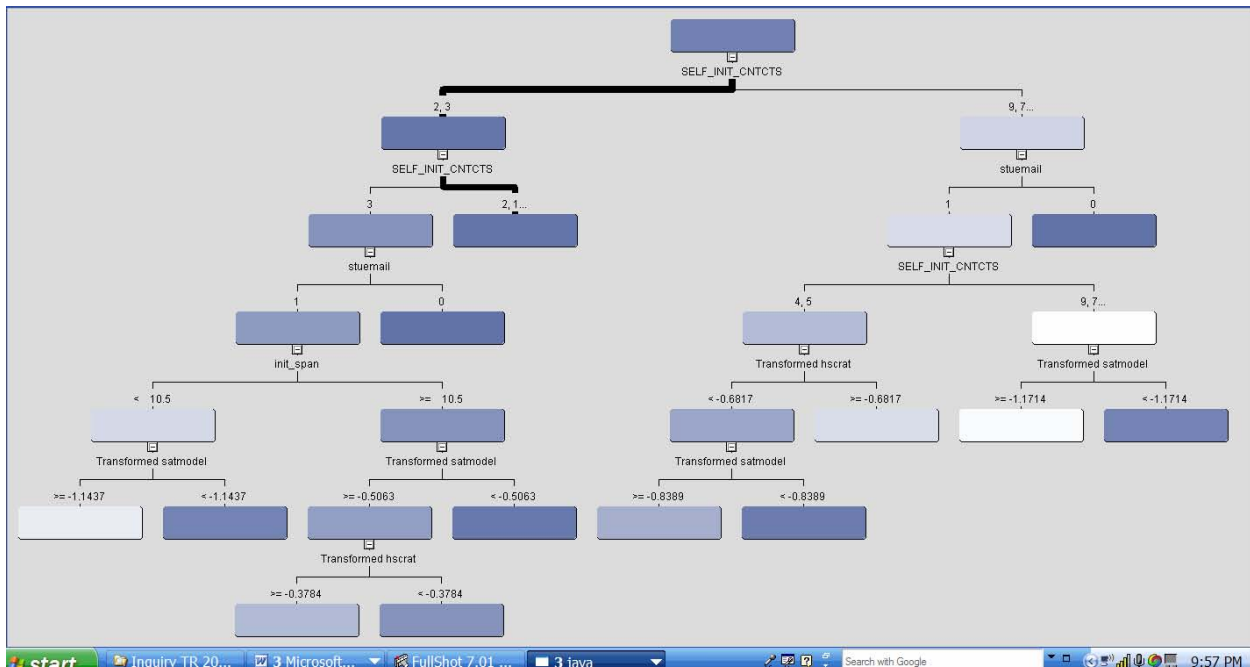 SELF_INIT_CNTCTS
2, 3 9, 7...
SELF_INIT_CNTCTS stuemail
3 2, 1... 1 0
stuemail SELF_INIT_CNTCTS
1 0 4, 5 9, 7...
init_span Transformed hscrat Transformed satmodel
< 10.5 >= 10.5 < -0.6817 >= -0.6817 >= -1.1714 < -1.1714
Transformed satmodel Transformed satmodel Transformed satmodel
>= -1.1437 < -1.1437 >= -0.5063 < -0.5063 >= -0.8389 < -0.8389
Transformed hscrat
>= -0.3784 < -0.3784
start Inquiry TR 20... 3 Microsoft... FullShot 7.01 ... 3 java Search with Google 9:57 PM